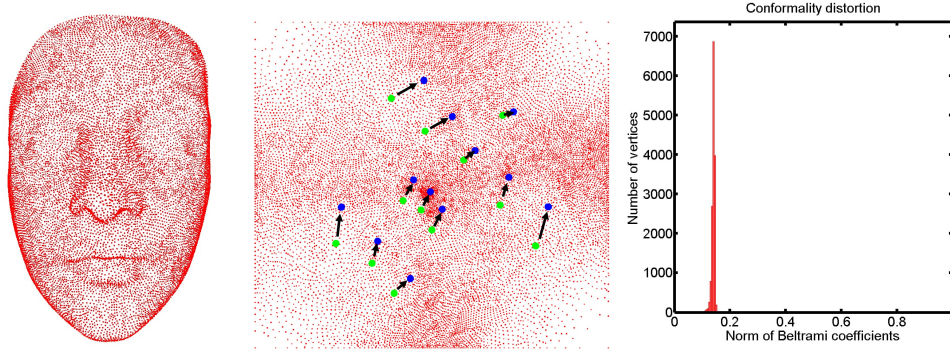 Conformality distortion
Number of vertices
7000
6000
5000
4000
3000
2000
1000
0
0 0.2 0.4 0.6 0.8
Norm of Beltrami coefficients